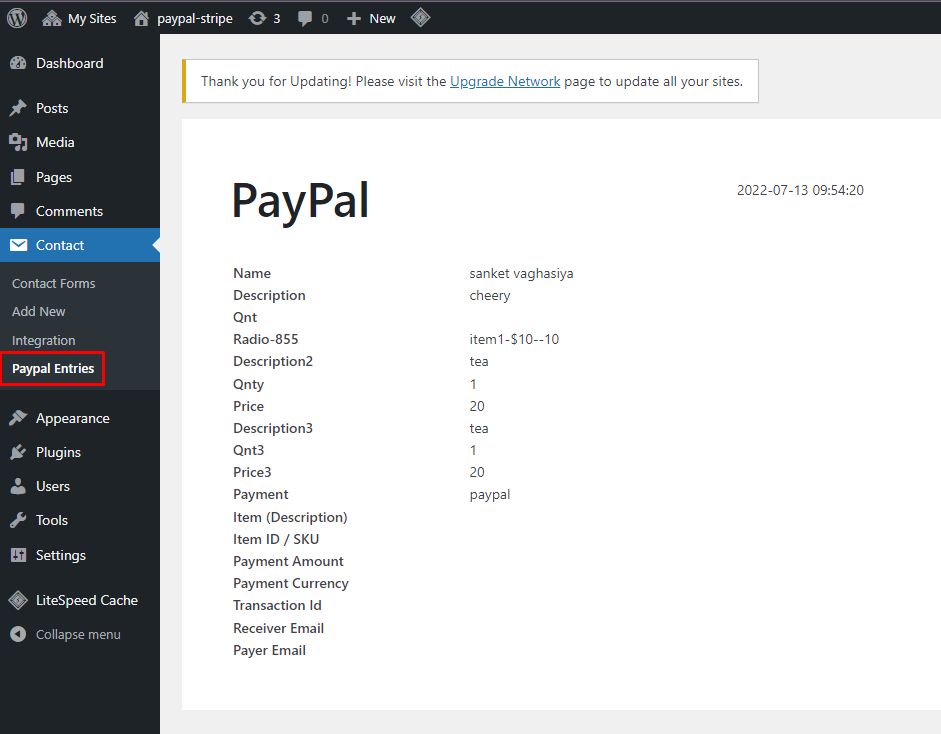 My Sites paypal-stripe 3 0 New
Dashboard
Posts
Media
Pages
Comments
Contact
Contact Forms
Add New
Integration
Paypal Entries
Appearance
Plugins
Users
Tools
Settings
LiteSpeed Cache
Collapse menu
Thank you for Updating! Please visit the Upgrade Network page to update all your sites.
PayPal 2022-07-13 09:54:20
Name sanket vaghasiya
Description cheery
Qnt
Radio-855 item1-$10--10
Description2 tea
Qnty 1
Price 20
Description3 tea
Qnt3 1
Price3 20
Payment paypal
Item (Description)
Item ID / SKU
Payment Amount
Payment Currency
Transaction Id
Receiver Email
Payer Email